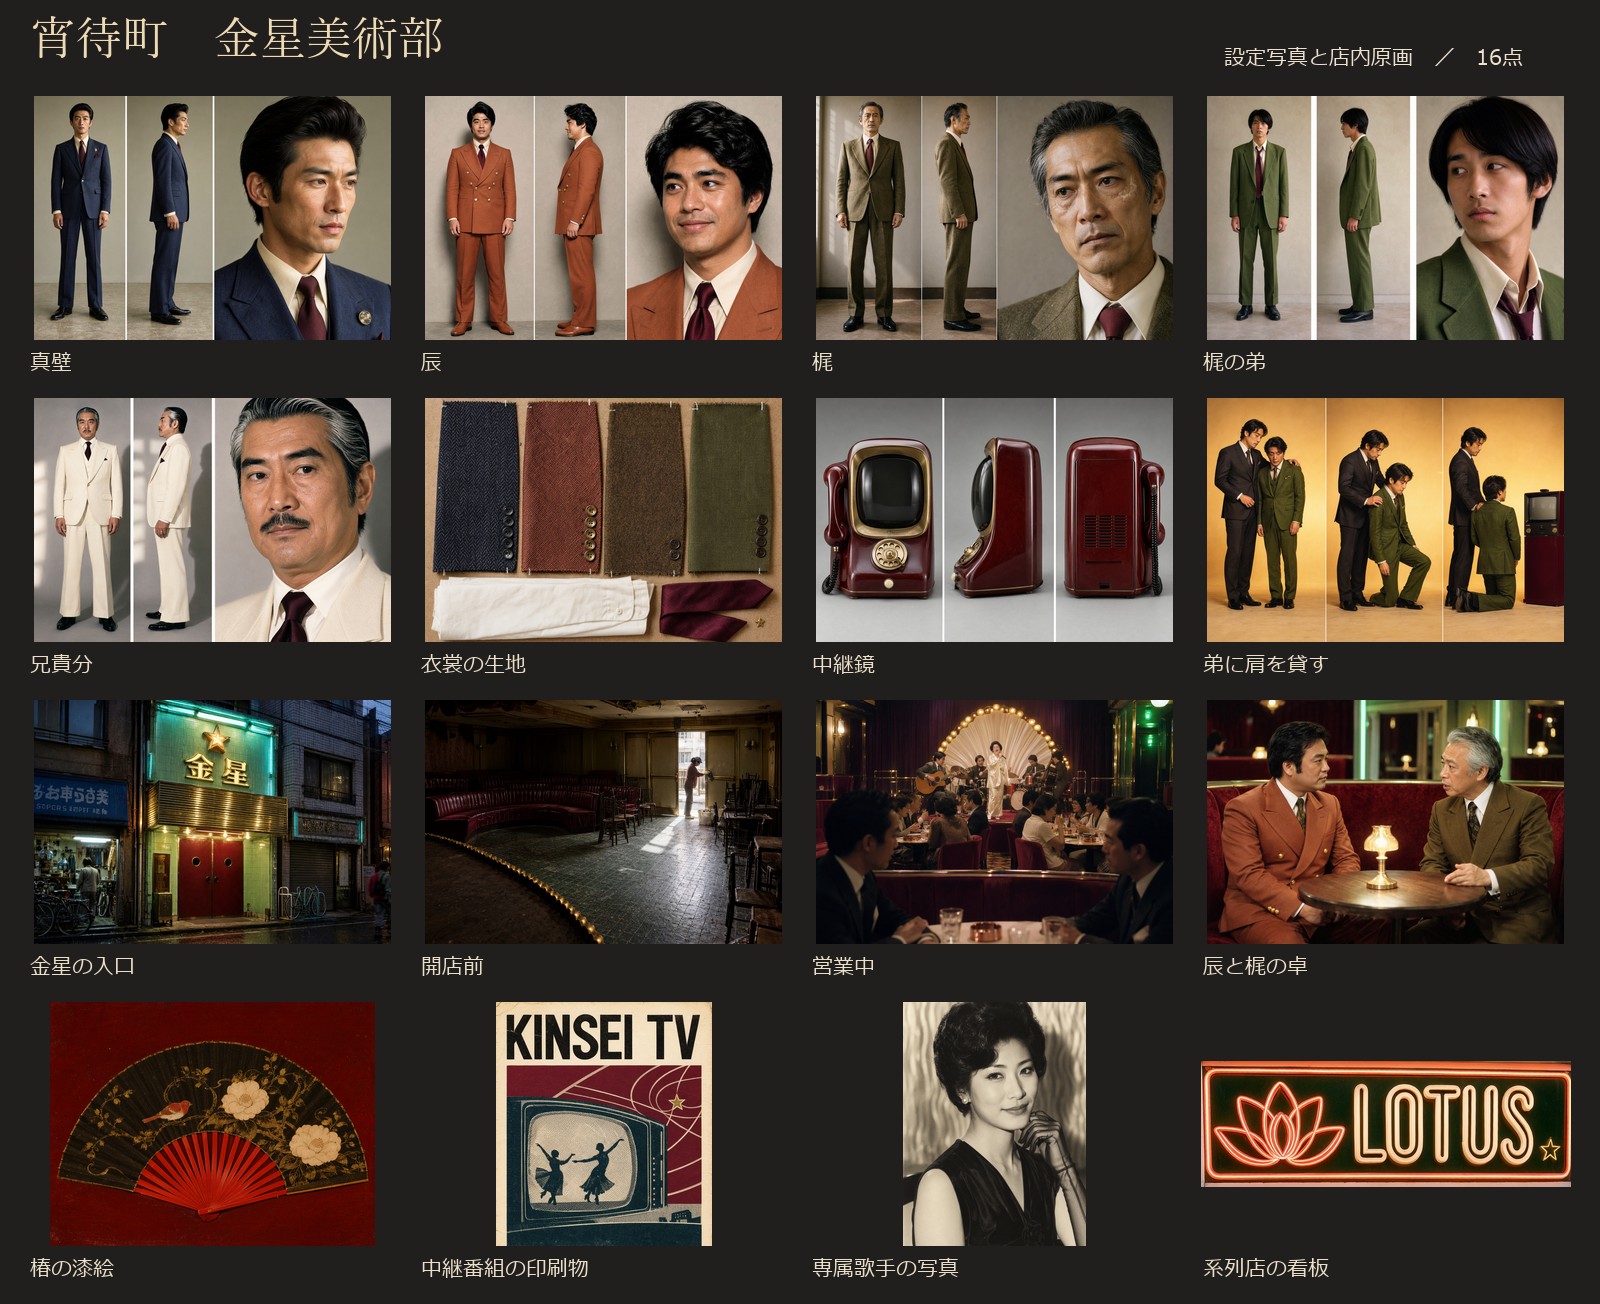 宵待町　金星美術部
設定写真と店内原画　／　16点
真壁
辰
梶
梶の弟
兄貴分
衣裳の生地
中継鏡
弟に肩を貸す
金星
金星の入口
開店前
営業中
辰と梶の卓
KINSEI TV
LOTUS
椿の漆絵
中継番組の印刷物
専属歌手の写真
系列店の看板